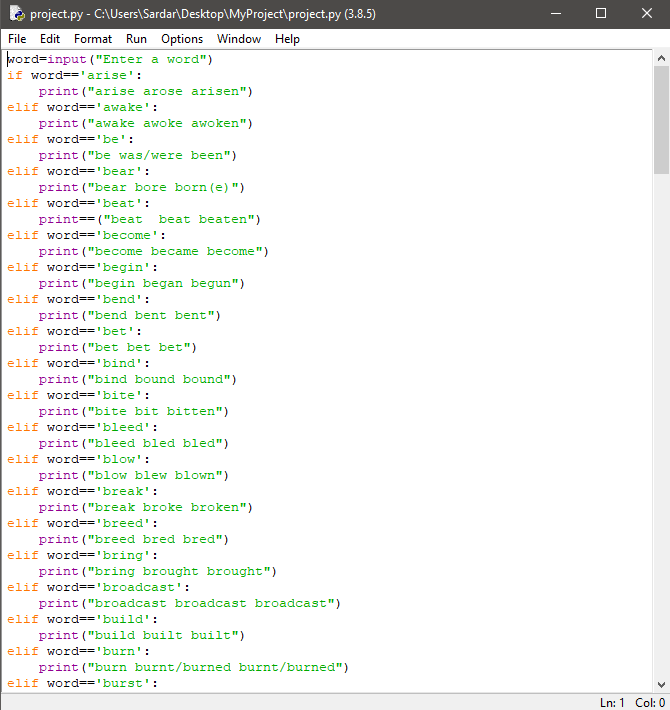 project.py - C:\Users\Sardar\Desktop\MyProject\project.py (3.8.5)
File Edit Format Run Options Window Help
word=input("Enter a word")
if word=='arise':
    print("arise arose arisen")
elif word=='awake':
    print("awake awoke awoken")
elif word=='be':
    print("be was/were been")
elif word=='bear':
    print("bear bore born(e)")
elif word=='beat':
    print==("beat  beat beaten")
elif word=='become':
    print("become became become")
elif word=='begin':
    print("begin began begun")
elif word=='bend':
    print("bend bent bent")
elif word=='bet':
    print("bet bet bet")
elif word=='bind':
    print("bind bound bound")
elif word=='bite':
    print("bite bit bitten")
elif word=='bleed':
    print("bleed bled bled")
elif word=='blow':
    print("blow blew blown")
elif word=='break':
    print("break broke broken")
elif word=='breed':
    print("breed bred bred")
elif word=='bring':
    print("bring brought brought")
elif word=='broadcast':
    print("broadcast broadcast broadcast")
elif word=='build':
    print("build built built")
elif word=='burn':
    print("burn burnt/burned burnt/burned")
elif word=='burst':
Ln: 1 Col: 0